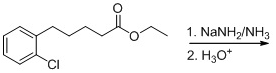 O
O
Cl
1. NaNH₂/NH₃
2. H₃O⁺